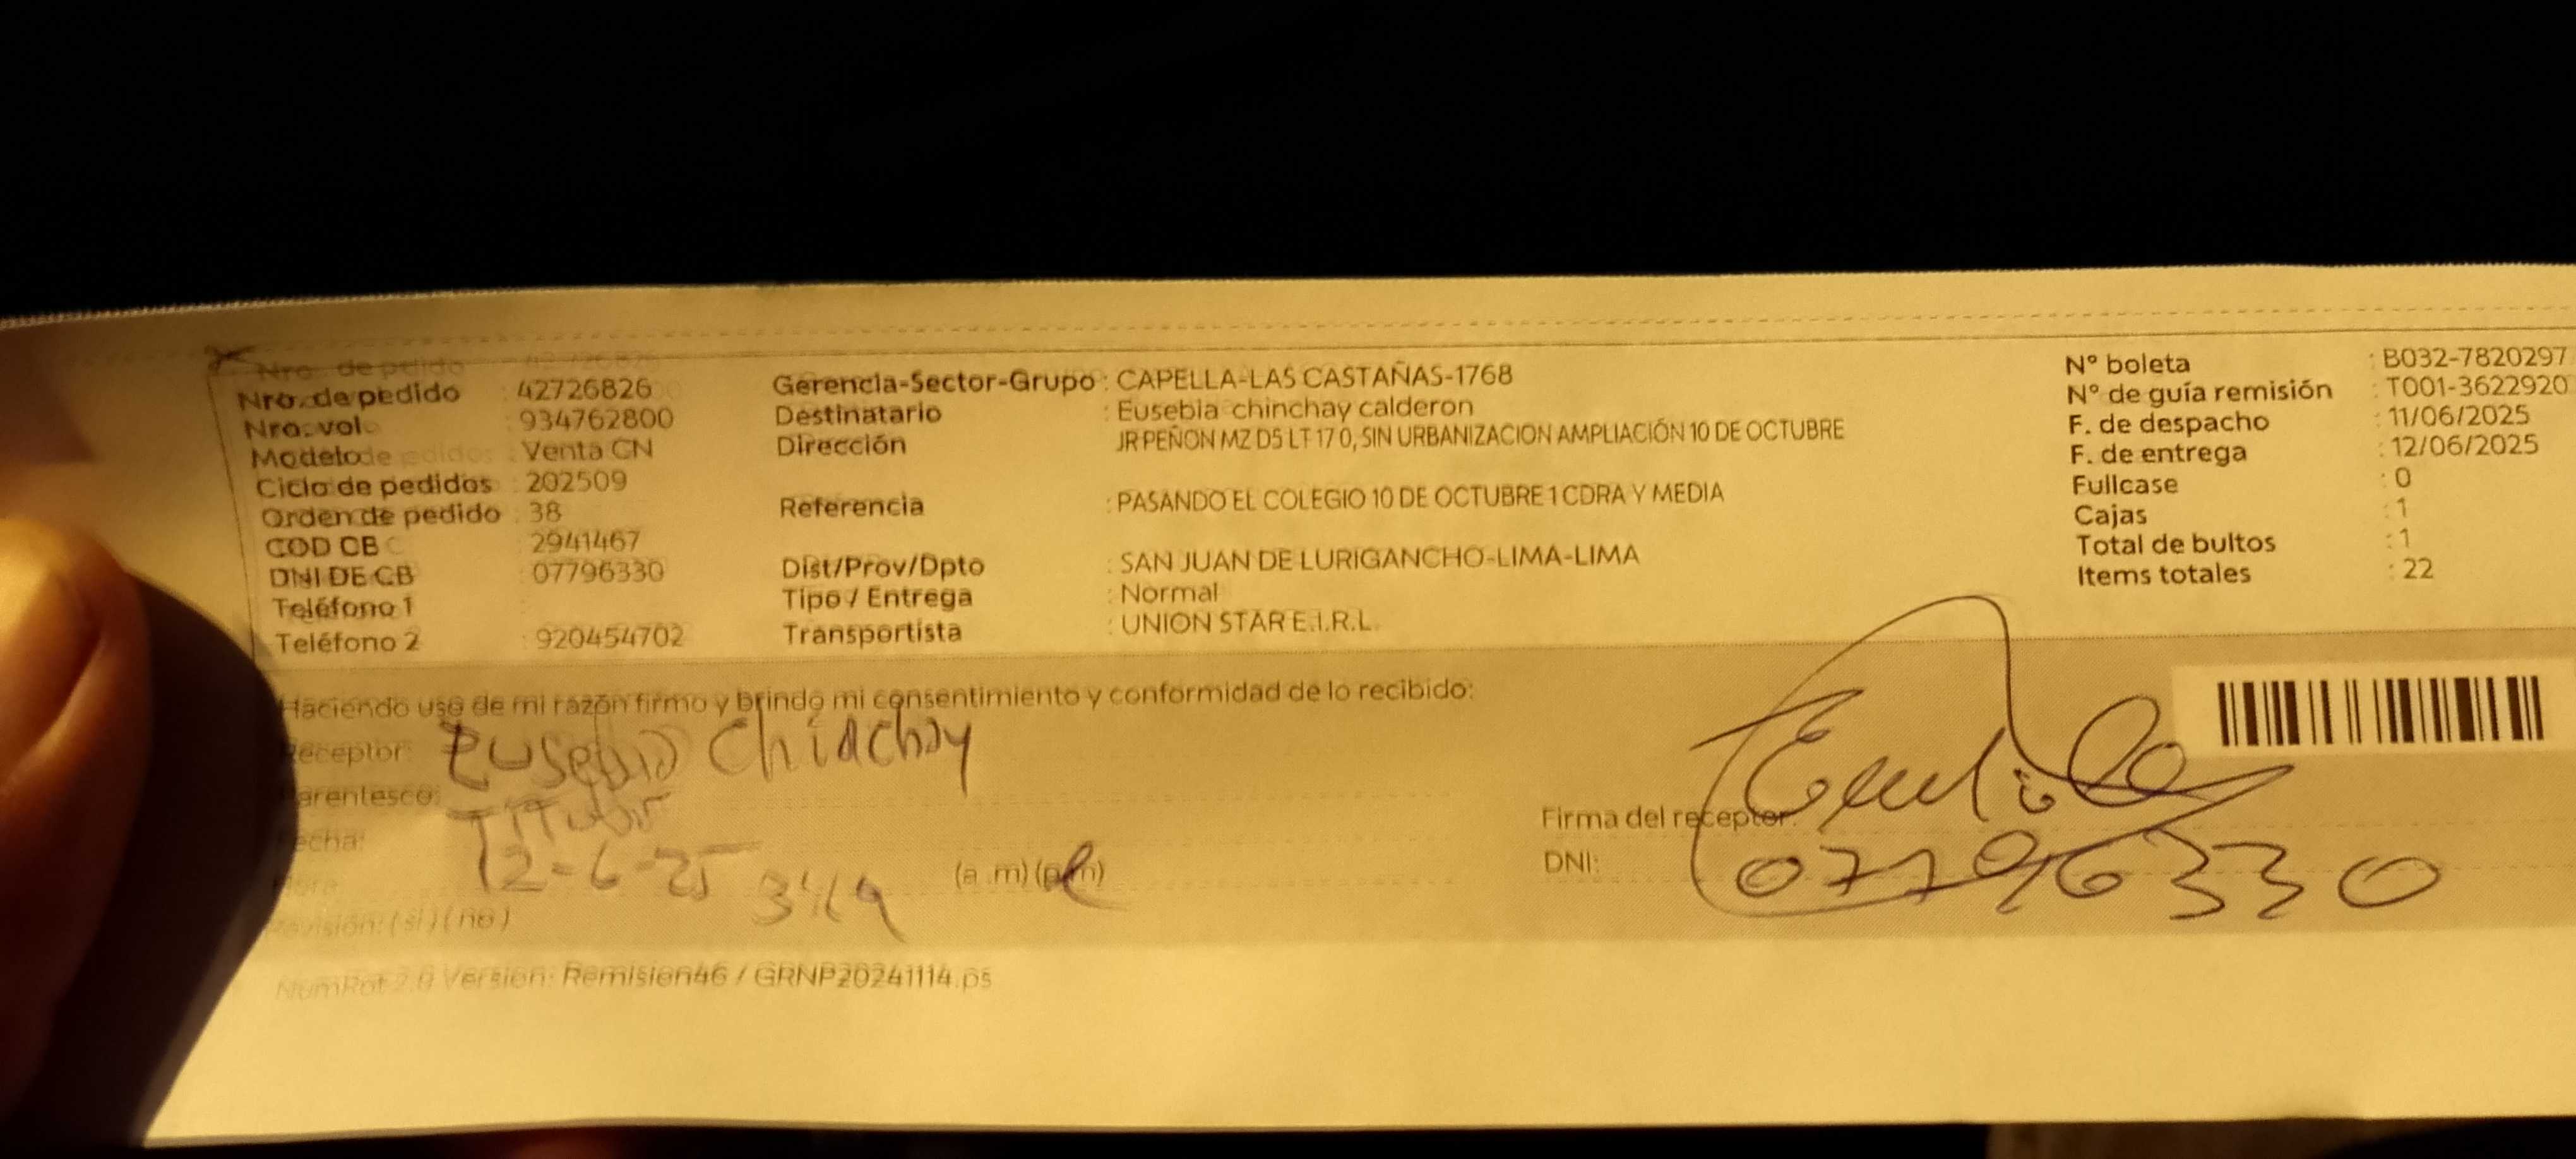 Nro. de pedido : 42726826
Nro. vol : 934762800
Modelo : Venta CN
Ciclo de pedidos : 202509
Orden de pedido : 38
COD CB : 2941467
DNI DE CB : 07796330
Teléfono 1
Teléfono 2 : 920454702
Gerencia-Sector-Grupo : CAPELLA-LAS CASTAÑAS-1768
Destinatario : Eusebia chinchay calderon
Dirección JR PEÑON MZ D5 LT 17 0, SIN URBANIZACION AMPLIACIÓN 10 DE OCTUBRE
Referencia : PASANDO EL COLEGIO 10 DE OCTUBRE 1 CDRA Y MEDIA
Dist/Prov/Dpto : SAN JUAN DE LURIGANCHO-LIMA-LIMA
Tipo / Entrega : Normal
Transportista : UNION STAR E.I.R.L.
N° boleta : B032-7820297
N° de guía remisión : T001-3622920
F. de despacho : 11/06/2025
F. de entrega : 12/06/2025
Fullcase : 0
Cajas : 1
Total de bultos : 1
Items totales : 22
Haciendo uso de mi razón firmo y brindo mi consentimiento y conformidad de lo recibido:
Receptor:
Parentesco: Titular
Fecha: 12-6-25
(a.m) (p.m)
Revisión: ( si ) ( no )
Firma del receptor:
DNI: 07796330
NumRot 2.0 Version: Remision46 / GRNP20241114.ps